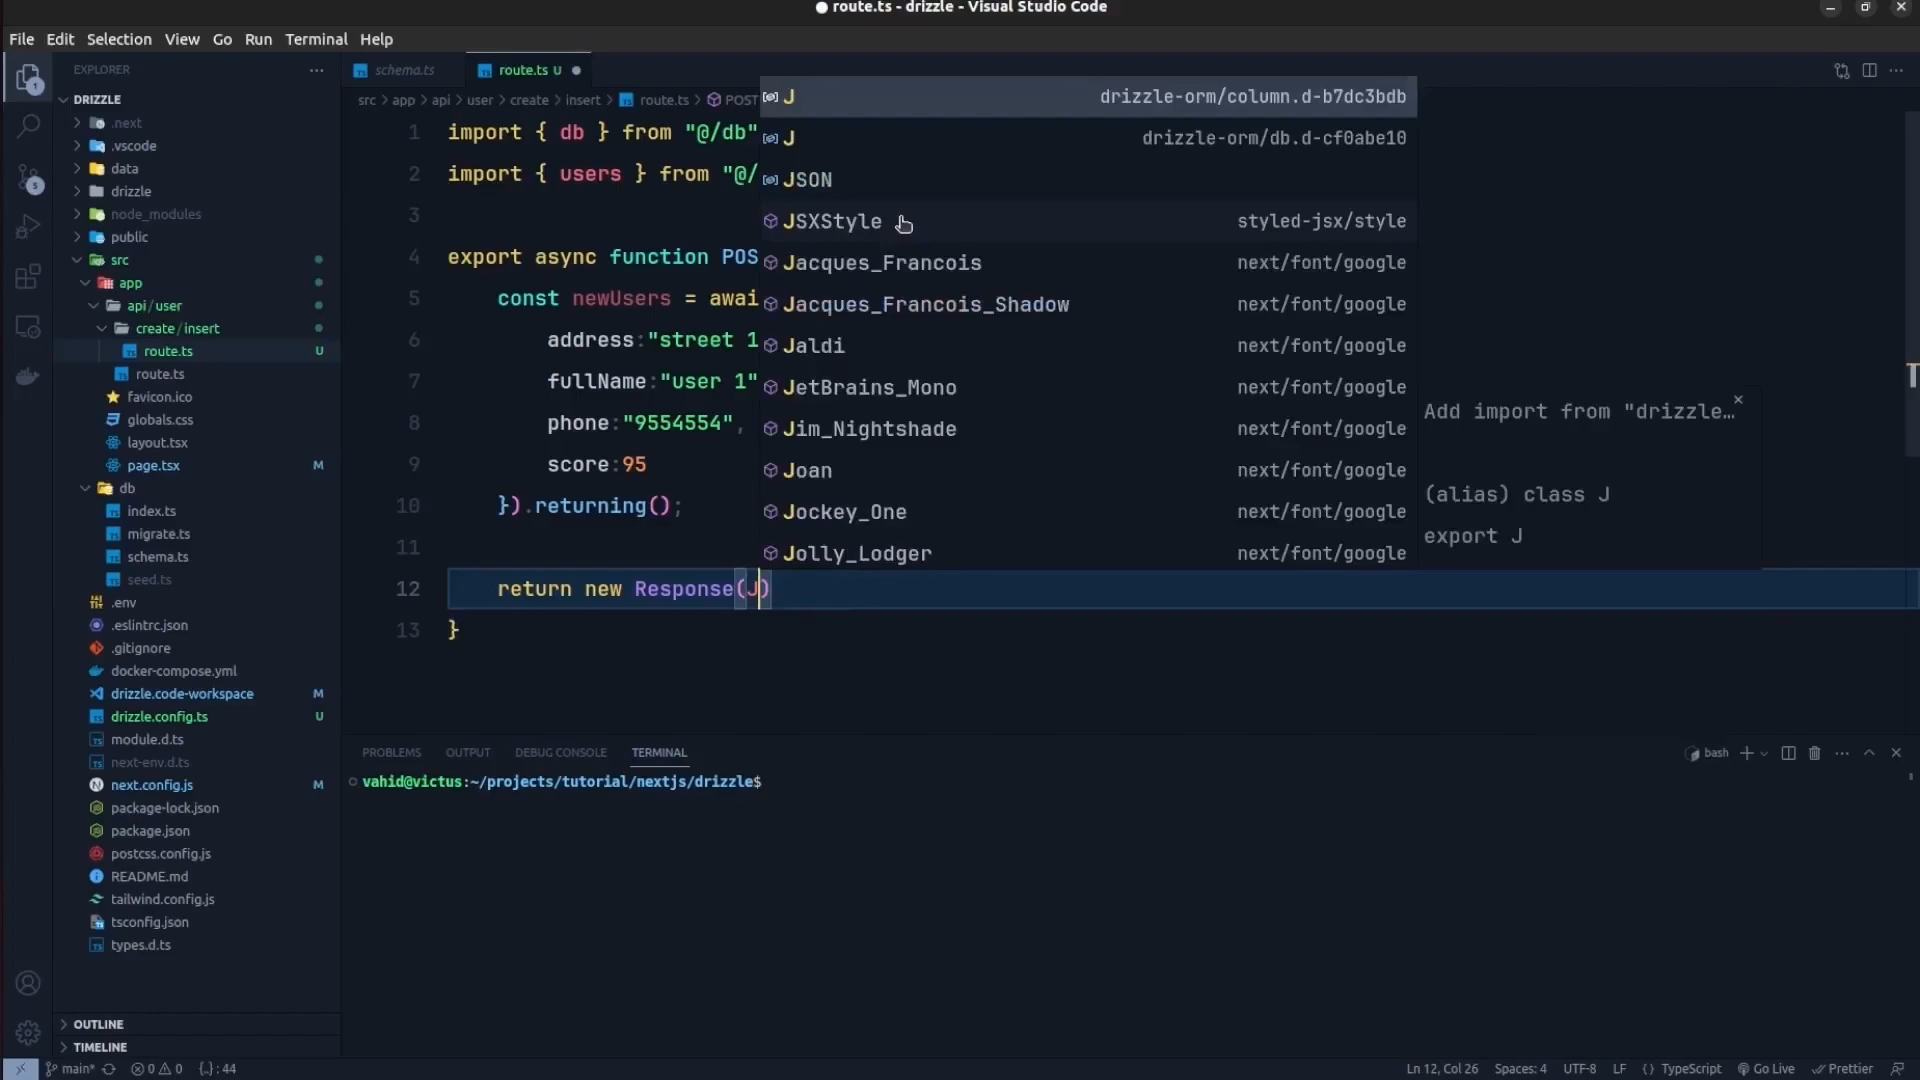 route.ts - drizzle - Visual Studio Code
File Edit Selection View Go Run Terminal Help
EXPLORER
DRIZZLE
.next
.vscode
data
drizzle
node_modules
public
src
app
api/user
create/insert
route.ts U
route.ts
favicon.ico
globals.css
layout.tsx
page.tsx M
db
index.ts
migrate.ts
schema.ts
seed.ts
.env
.eslintrc.json
.gitignore
docker-compose.yml
drizzle.code-workspace M
drizzle.config.ts U
module.d.ts
next-env.d.ts
next.config.js M
package-lock.json
package.json
postcss.config.js
README.md
tailwind.config.js
tsconfig.json
types.d.ts
OUTLINE
TIMELINE
schema.ts route.ts U
src > app > api > user > create > insert > route.ts > POST
1 import { db } from "@/db"
2 import { users } from "@/
3
4 export async function POS
5 const newUsers = awai
6 address:"street 1
7 fullName:"user 1"
8 phone:"9554554",
9 score:95
10 }).returning();
11
12 return new Response(J)
13 }
J drizzle-orm/column.d-b7dc3bdb
J drizzle-orm/db.d-cf0abe10
JSON
JSXStyle styled-jsx/style
Jacques_Francois next/font/google
Jacques_Francois_Shadow next/font/google
Jaldi next/font/google
JetBrains_Mono next/font/google
Jim_Nightshade next/font/google
Joan next/font/google
Jockey_One next/font/google
Jolly_Lodger next/font/google
Add import from "drizzle…
(alias) class J
export J
PROBLEMS OUTPUT DEBUG CONSOLE TERMINAL
bash
vahid@victus:~/projects/tutorial/nextjs/drizzle$
main* 0 0 {..} : 44
Ln 12, Col 26 Spaces: 4 UTF-8 LF { } TypeScript Go Live Prettier
1
5